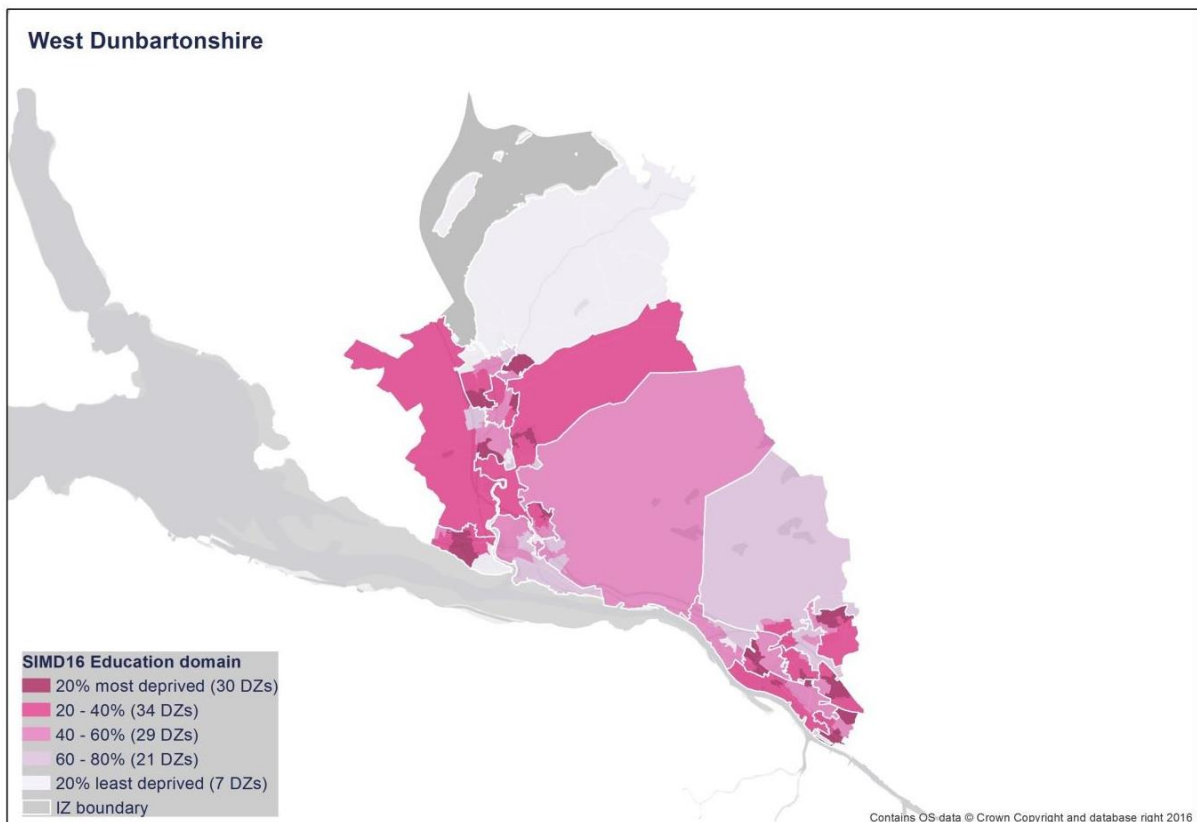 West Dunbartonshire
SIMD16 Education domain
20% most deprived (30 DZs)
20 - 40% (34 DZs)
40 - 60% (29 DZs)
60 - 80% (21 DZs)
20% least deprived (7 DZs)
IZ boundary
Contains OS data © Crown Copyright and database right 2016